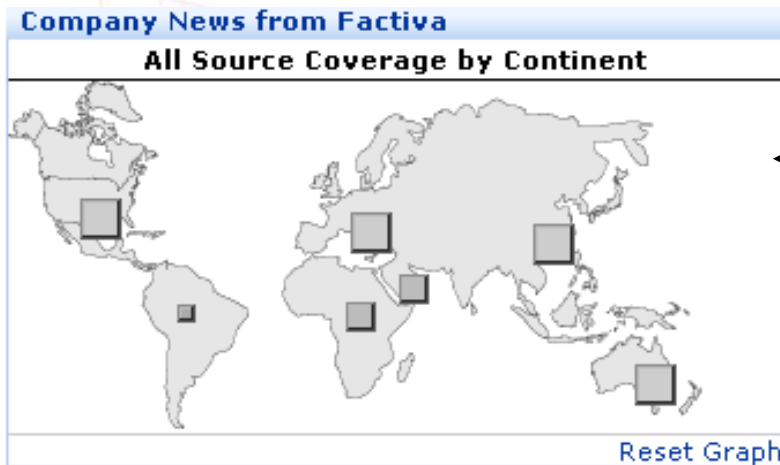 Company News from Factiva
All Source Coverage by Continent
Reset Graph